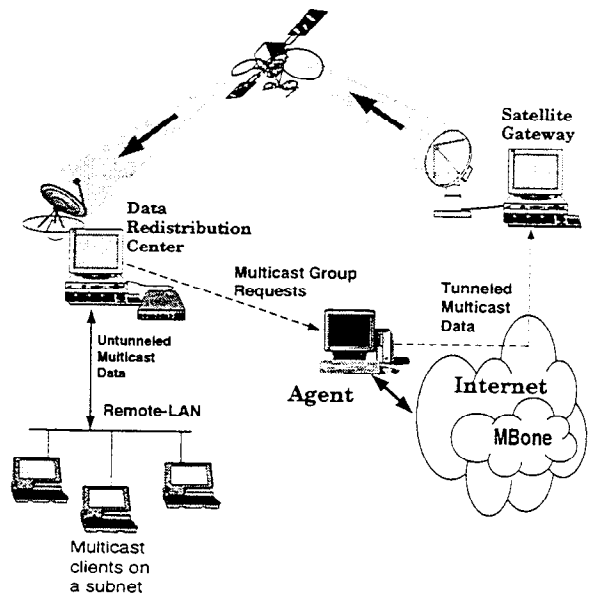 Satellite
Gateway
Data
Redistribution
Center
Multicast Group
Requests
Tunneled
Multicast
Data
Untunneled
Multicast
Data
Agent
Internet
MBone
Remote-LAN
Multicast
clients on
a subnet